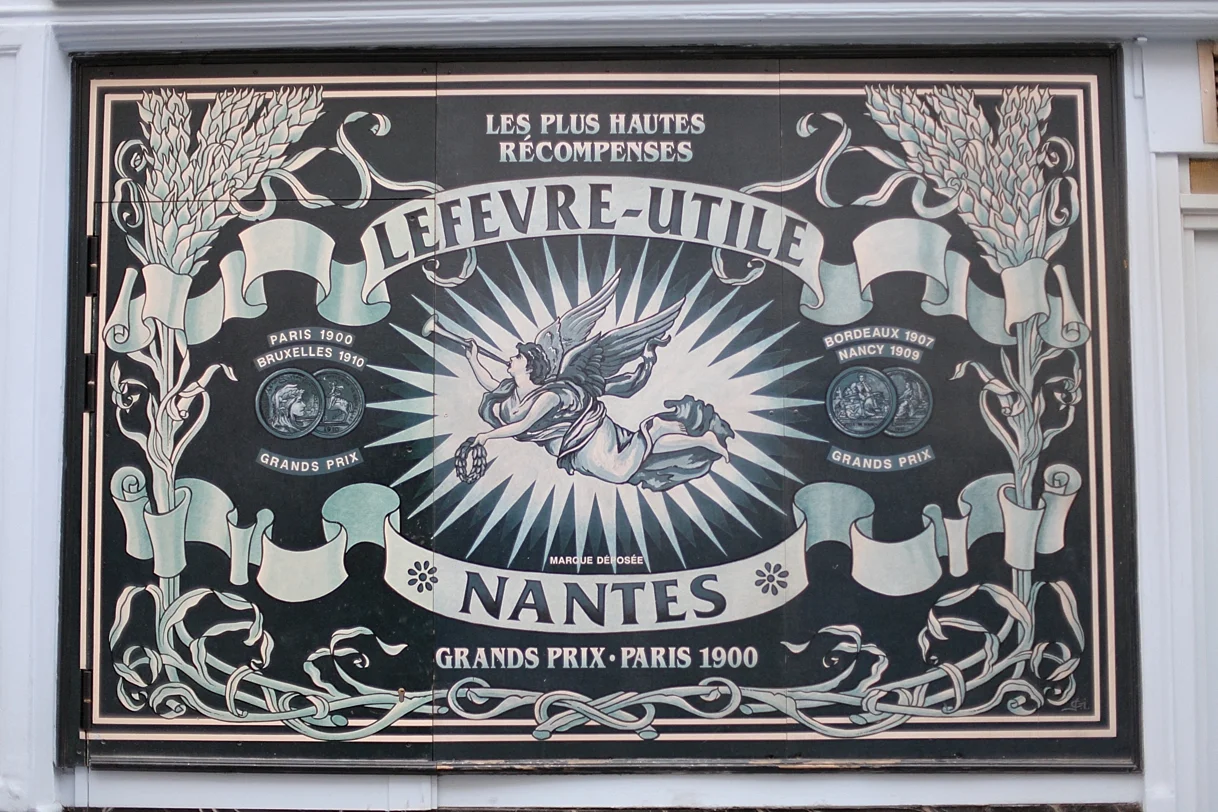 LES PLUS HAUTES
RÉCOMPENSES
LEFEVRE-UTILE
PARIS 1900
BRUXELLES 1910
GRANDS PRIX
BORDEAUX 1907
NANCY 1909
GRANDS PRIX
MARQUE DÉPOSÉE
NANTES
GRANDS PRIX • PARIS 1900